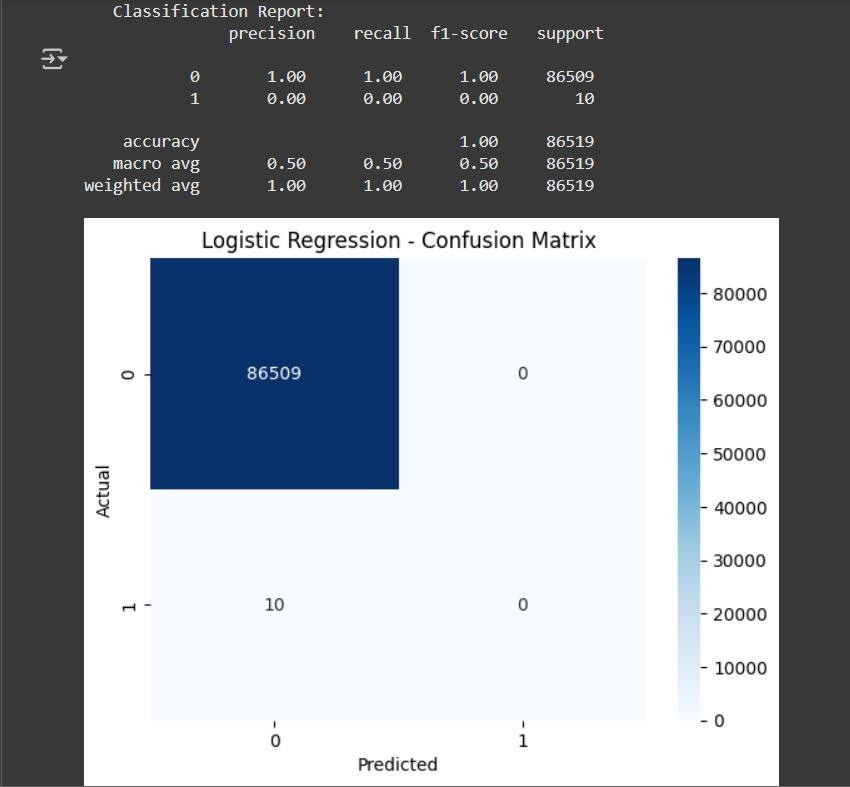 Classification Report:
precision recall f1-score support
0 1.00 1.00 1.00 86509
1 0.00 0.00 0.00 10
accuracy 1.00 86519
macro avg 0.50 0.50 0.50 86519
weighted avg 1.00 1.00 1.00 86519
Logistic Regression - Confusion Matrix
80000
70000
60000
50000
40000
30000
20000
10000
0
0
86509 0
Actual
1
10 0
0 1
Predicted